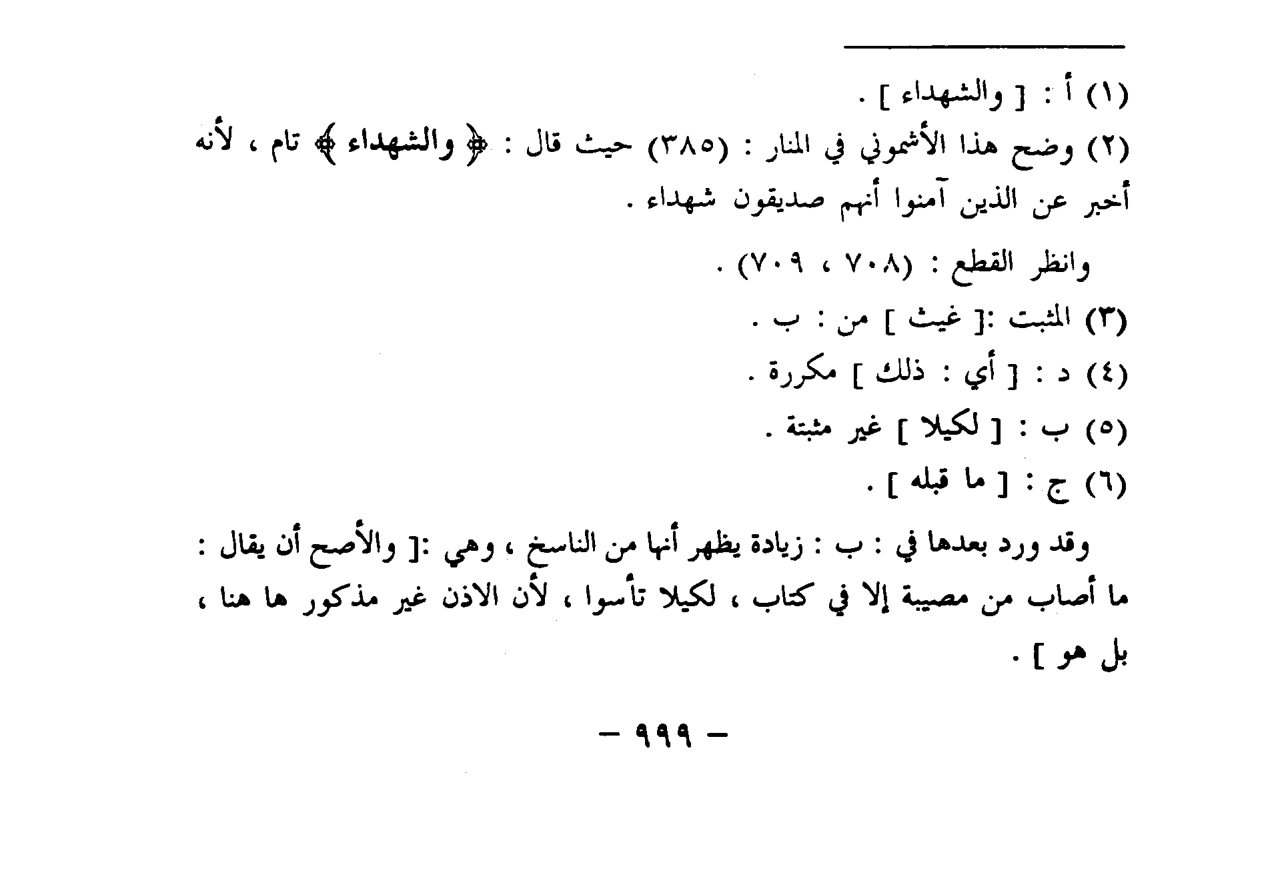 (١) أ : [ والشهداء ] .
(٢) وضح هذا الأشموني في المنار : (٣٨٥) حيث قال : ﴿ والشهداء ﴾ تام ، لأنه
أخبر عن الذين آمنوا أنهم صديقون شهداء .
وانظر القطع : (٧٠٨ ، ٧٠٩) .
(٣) المثبت :[ غيث ] من : ب .
(٤) د : [ أي : ذلك ] مكررة .
(٥) ب : [ لكيلا ] غير مثبتة .
(٦) ج : [ ما قبله ] .
وقد ورد بعدها في : ب : زيادة يظهر أنها من الناسخ ، وهي :[ والأصح أن يقال :
ما أصاب من مصيبة إلا في كتاب ، لكيلا تأسوا ، لأن الاذن غير مذكور ها هنا ،
بل هو ] .
– ٩٩٩ –